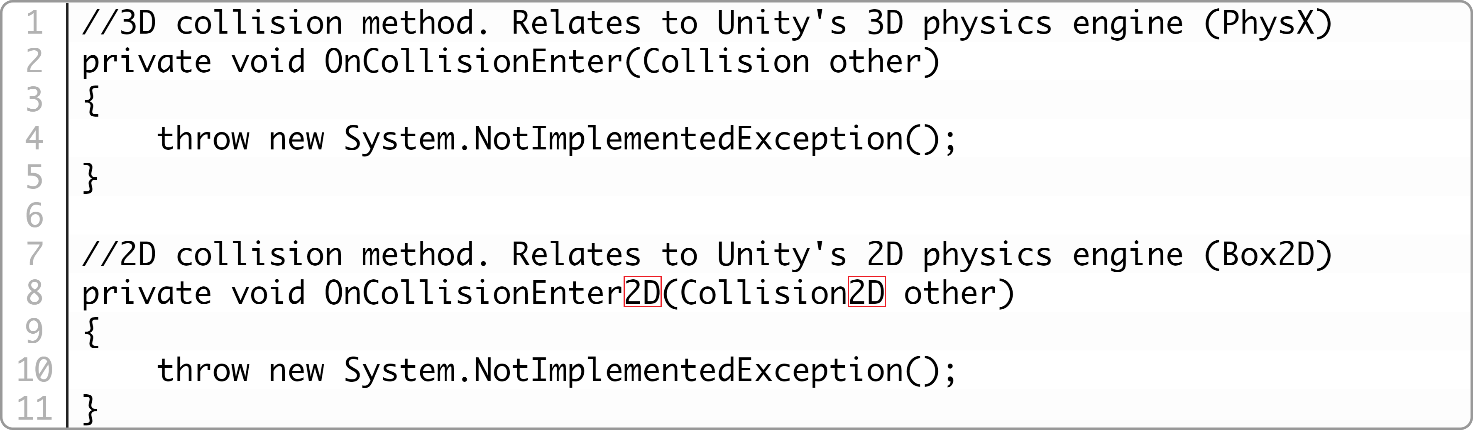 1 //3D collision method. Relates to Unity's 3D physics engine (PhysX)
2 private void OnCollisionEnter(Collision other)
3 {
4     throw new System.NotImplementedException();
5 }
6
7 //2D collision method. Relates to Unity's 2D physics engine (Box2D)
8 private void OnCollisionEnter2D(Collision2D other)
9 {
10     throw new System.NotImplementedException();
11 }